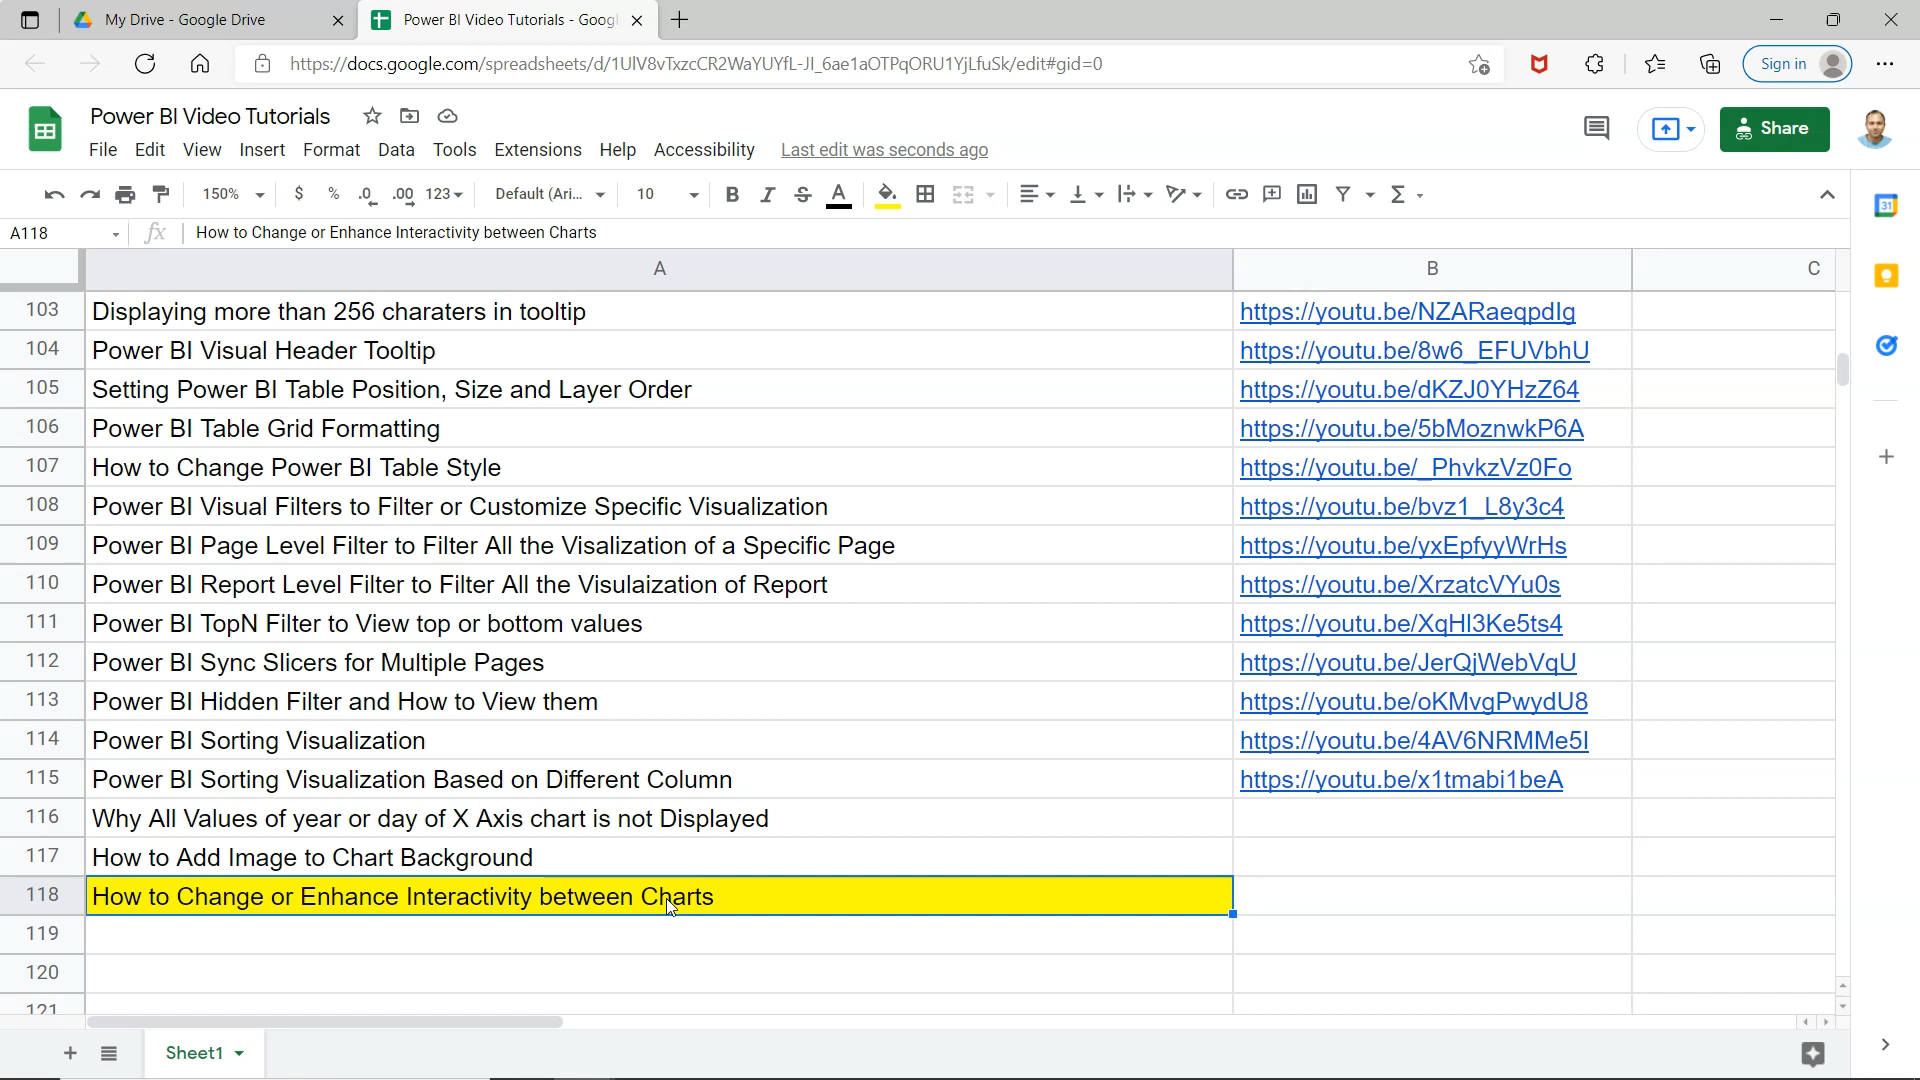 My Drive - Google Drive
Power BI Video Tutorials - Googl
https://docs.google.com/spreadsheets/d/1UlV8vTxzcCR2WaYUYfL-JI_6ae1aOTPqORU1YjLfuSk/edit#gid=0
Sign in
Power BI Video Tutorials
File Edit View Insert Format Data Tools Extensions Help Accessibility Last edit was seconds ago
Share
150% $ % .0 .00 123 Default (Ari... 10 B I S A Σ
A118 fx How to Change or Enhance Interactivity between Charts
31
A B C
103 Displaying more than 256 charaters in tooltip https://youtu.be/NZARaeqpdlg
104 Power BI Visual Header Tooltip https://youtu.be/8w6_EFUVbhU
105 Setting Power BI Table Position, Size and Layer Order https://youtu.be/dKZJ0YHzZ64
106 Power BI Table Grid Formatting https://youtu.be/5bMoznwkP6A
107 How to Change Power BI Table Style https://youtu.be/_PhvkzVz0Fo
108 Power BI Visual Filters to Filter or Customize Specific Visualization https://youtu.be/bvz1_L8y3c4
109 Power BI Page Level Filter to Filter All the Visalization of a Specific Page https://youtu.be/yxEpfyyWrHs
110 Power BI Report Level Filter to Filter All the Visulaization of Report https://youtu.be/XrzatcVYu0s
111 Power BI TopN Filter to View top or bottom values https://youtu.be/XqHI3Ke5ts4
112 Power BI Sync Slicers for Multiple Pages https://youtu.be/JerQjWebVqU
113 Power BI Hidden Filter and How to View them https://youtu.be/oKMvgPwydU8
114 Power BI Sorting Visualization https://youtu.be/4AV6NRMMe5I
115 Power BI Sorting Visualization Based on Different Column https://youtu.be/x1tmabi1beA
116 Why All Values of year or day of X Axis chart is not Displayed
117 How to Add Image to Chart Background
118 How to Change or Enhance Interactivity between Charts
119
120
121
Sheet1